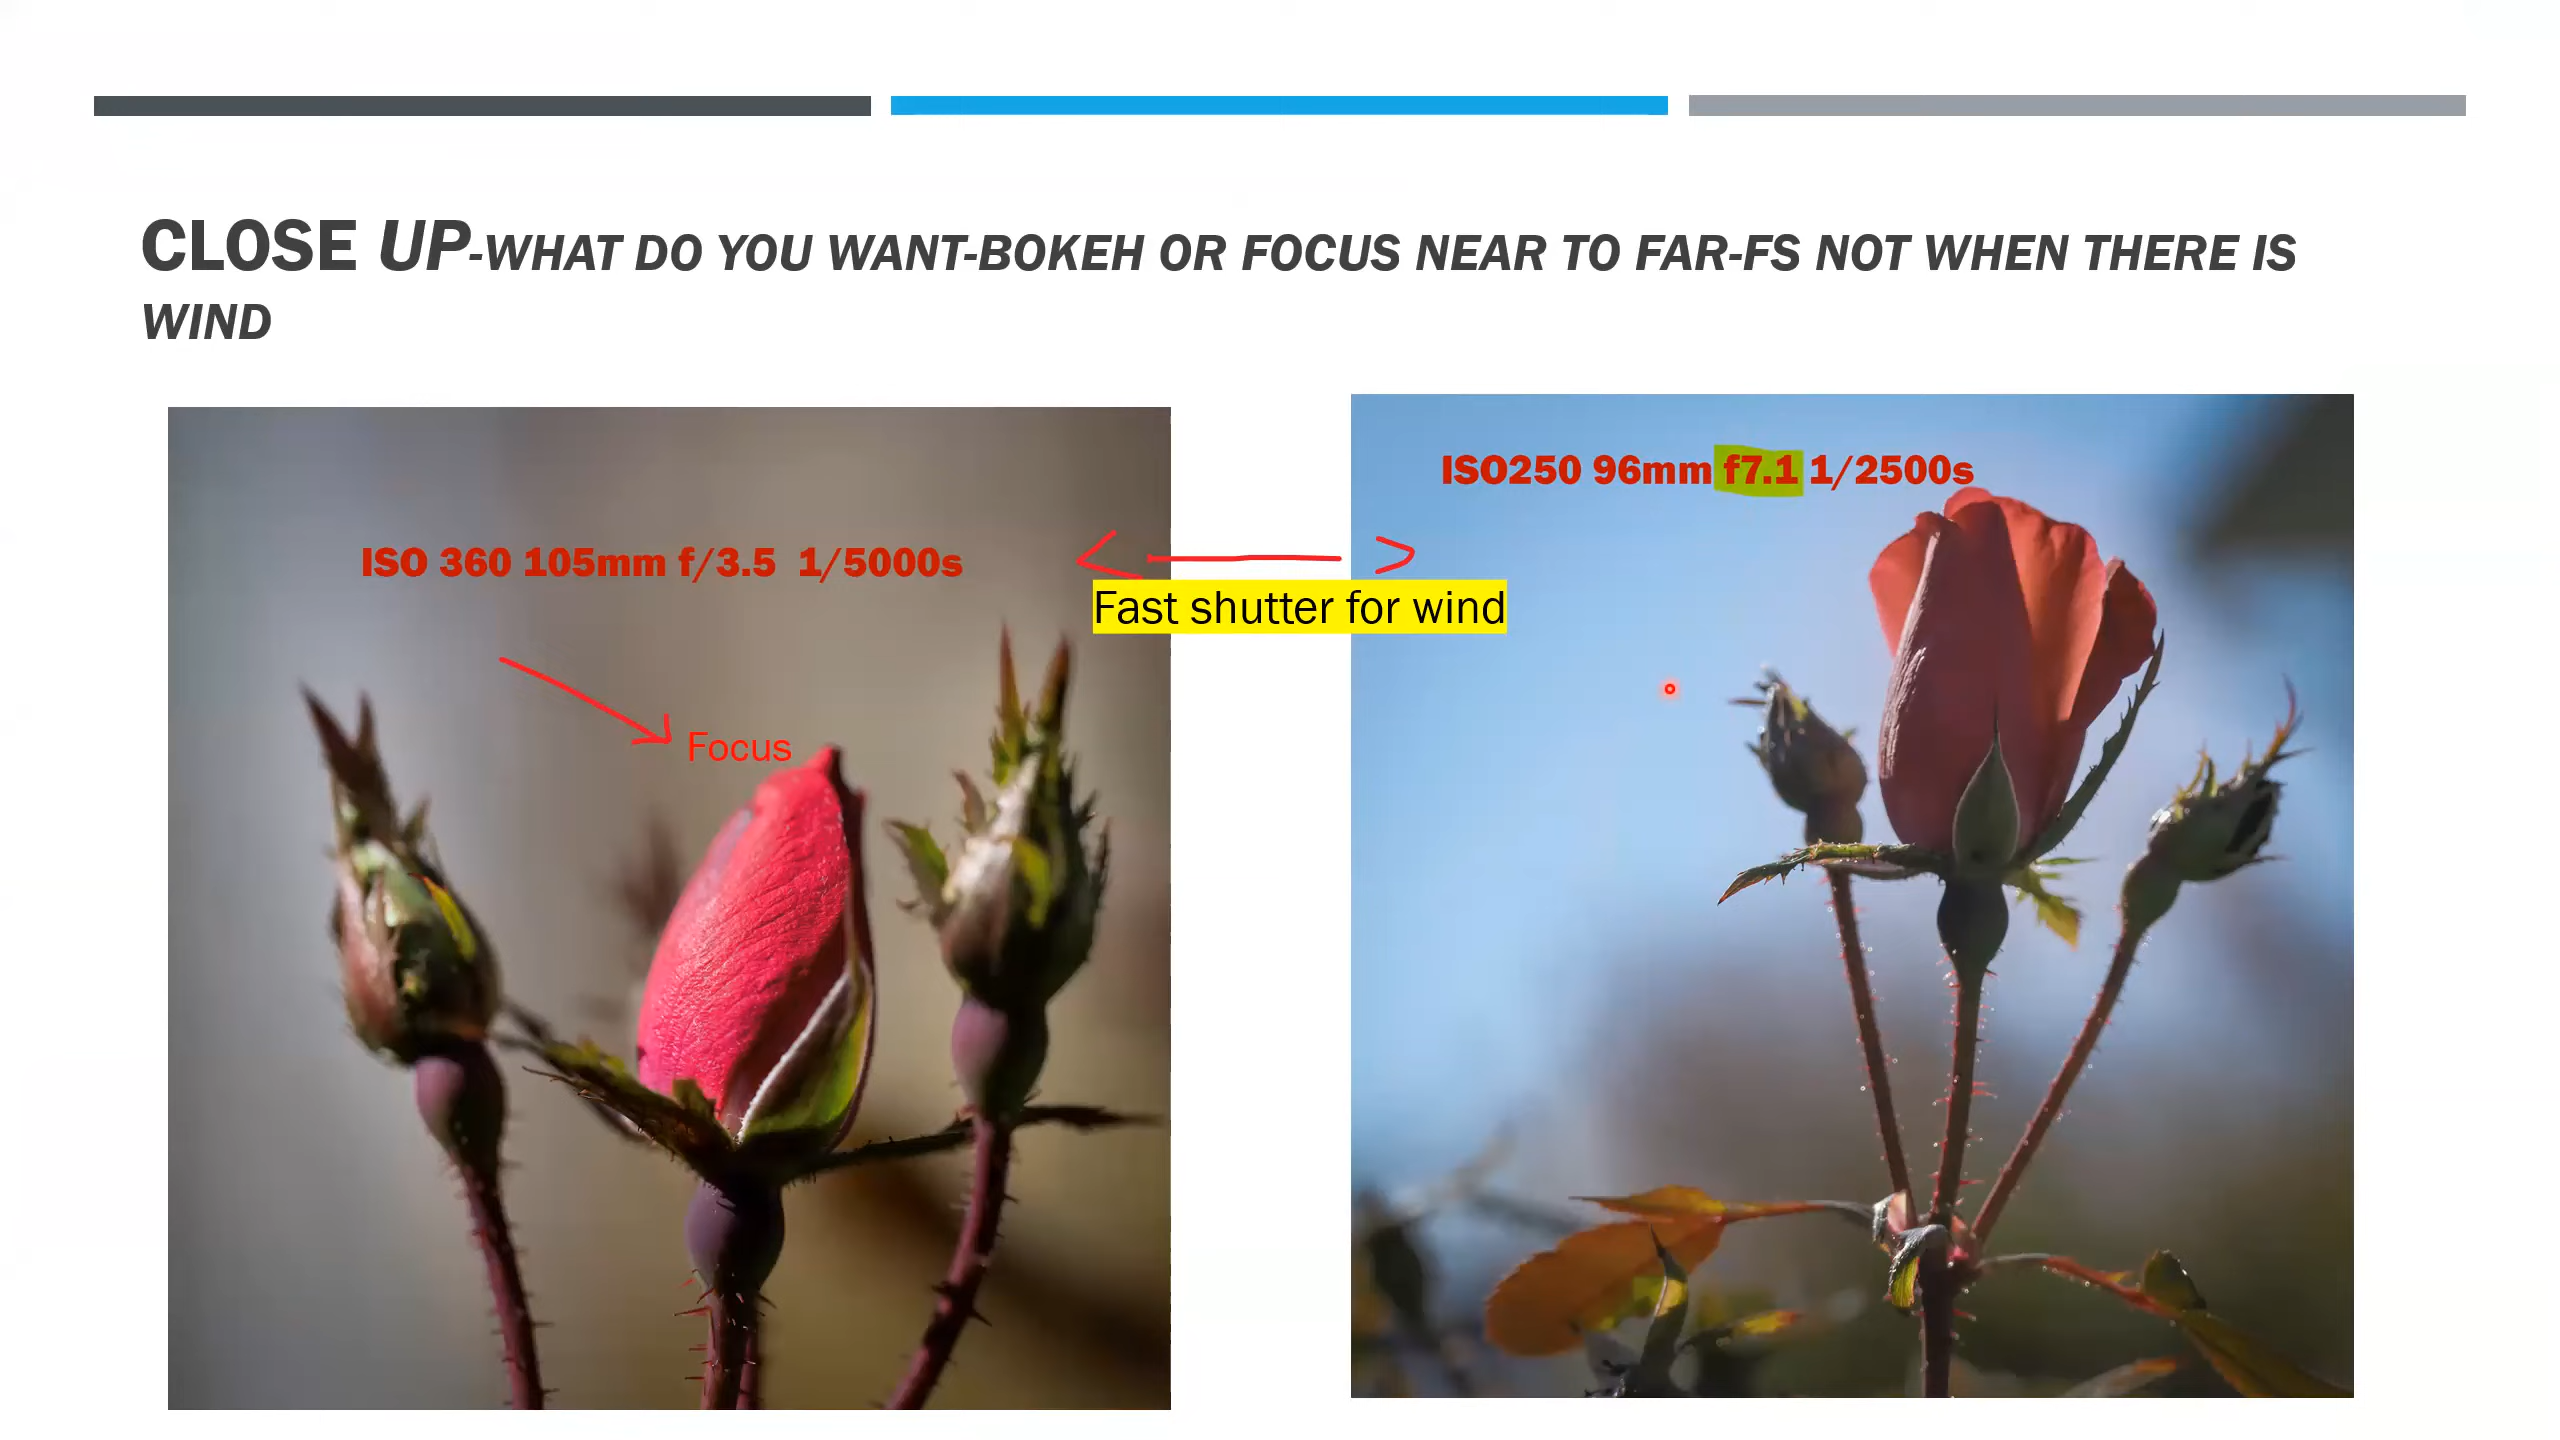 CLOSE UP-WHAT DO YOU WANT-BOKEH OR FOCUS NEAR TO FAR-FS NOT WHEN THERE IS
WIND
ISO250 96mm f7.1 1/2500s
ISO 360 105mm f/3.5 1/5000s
Fast shutter for wind
Focus